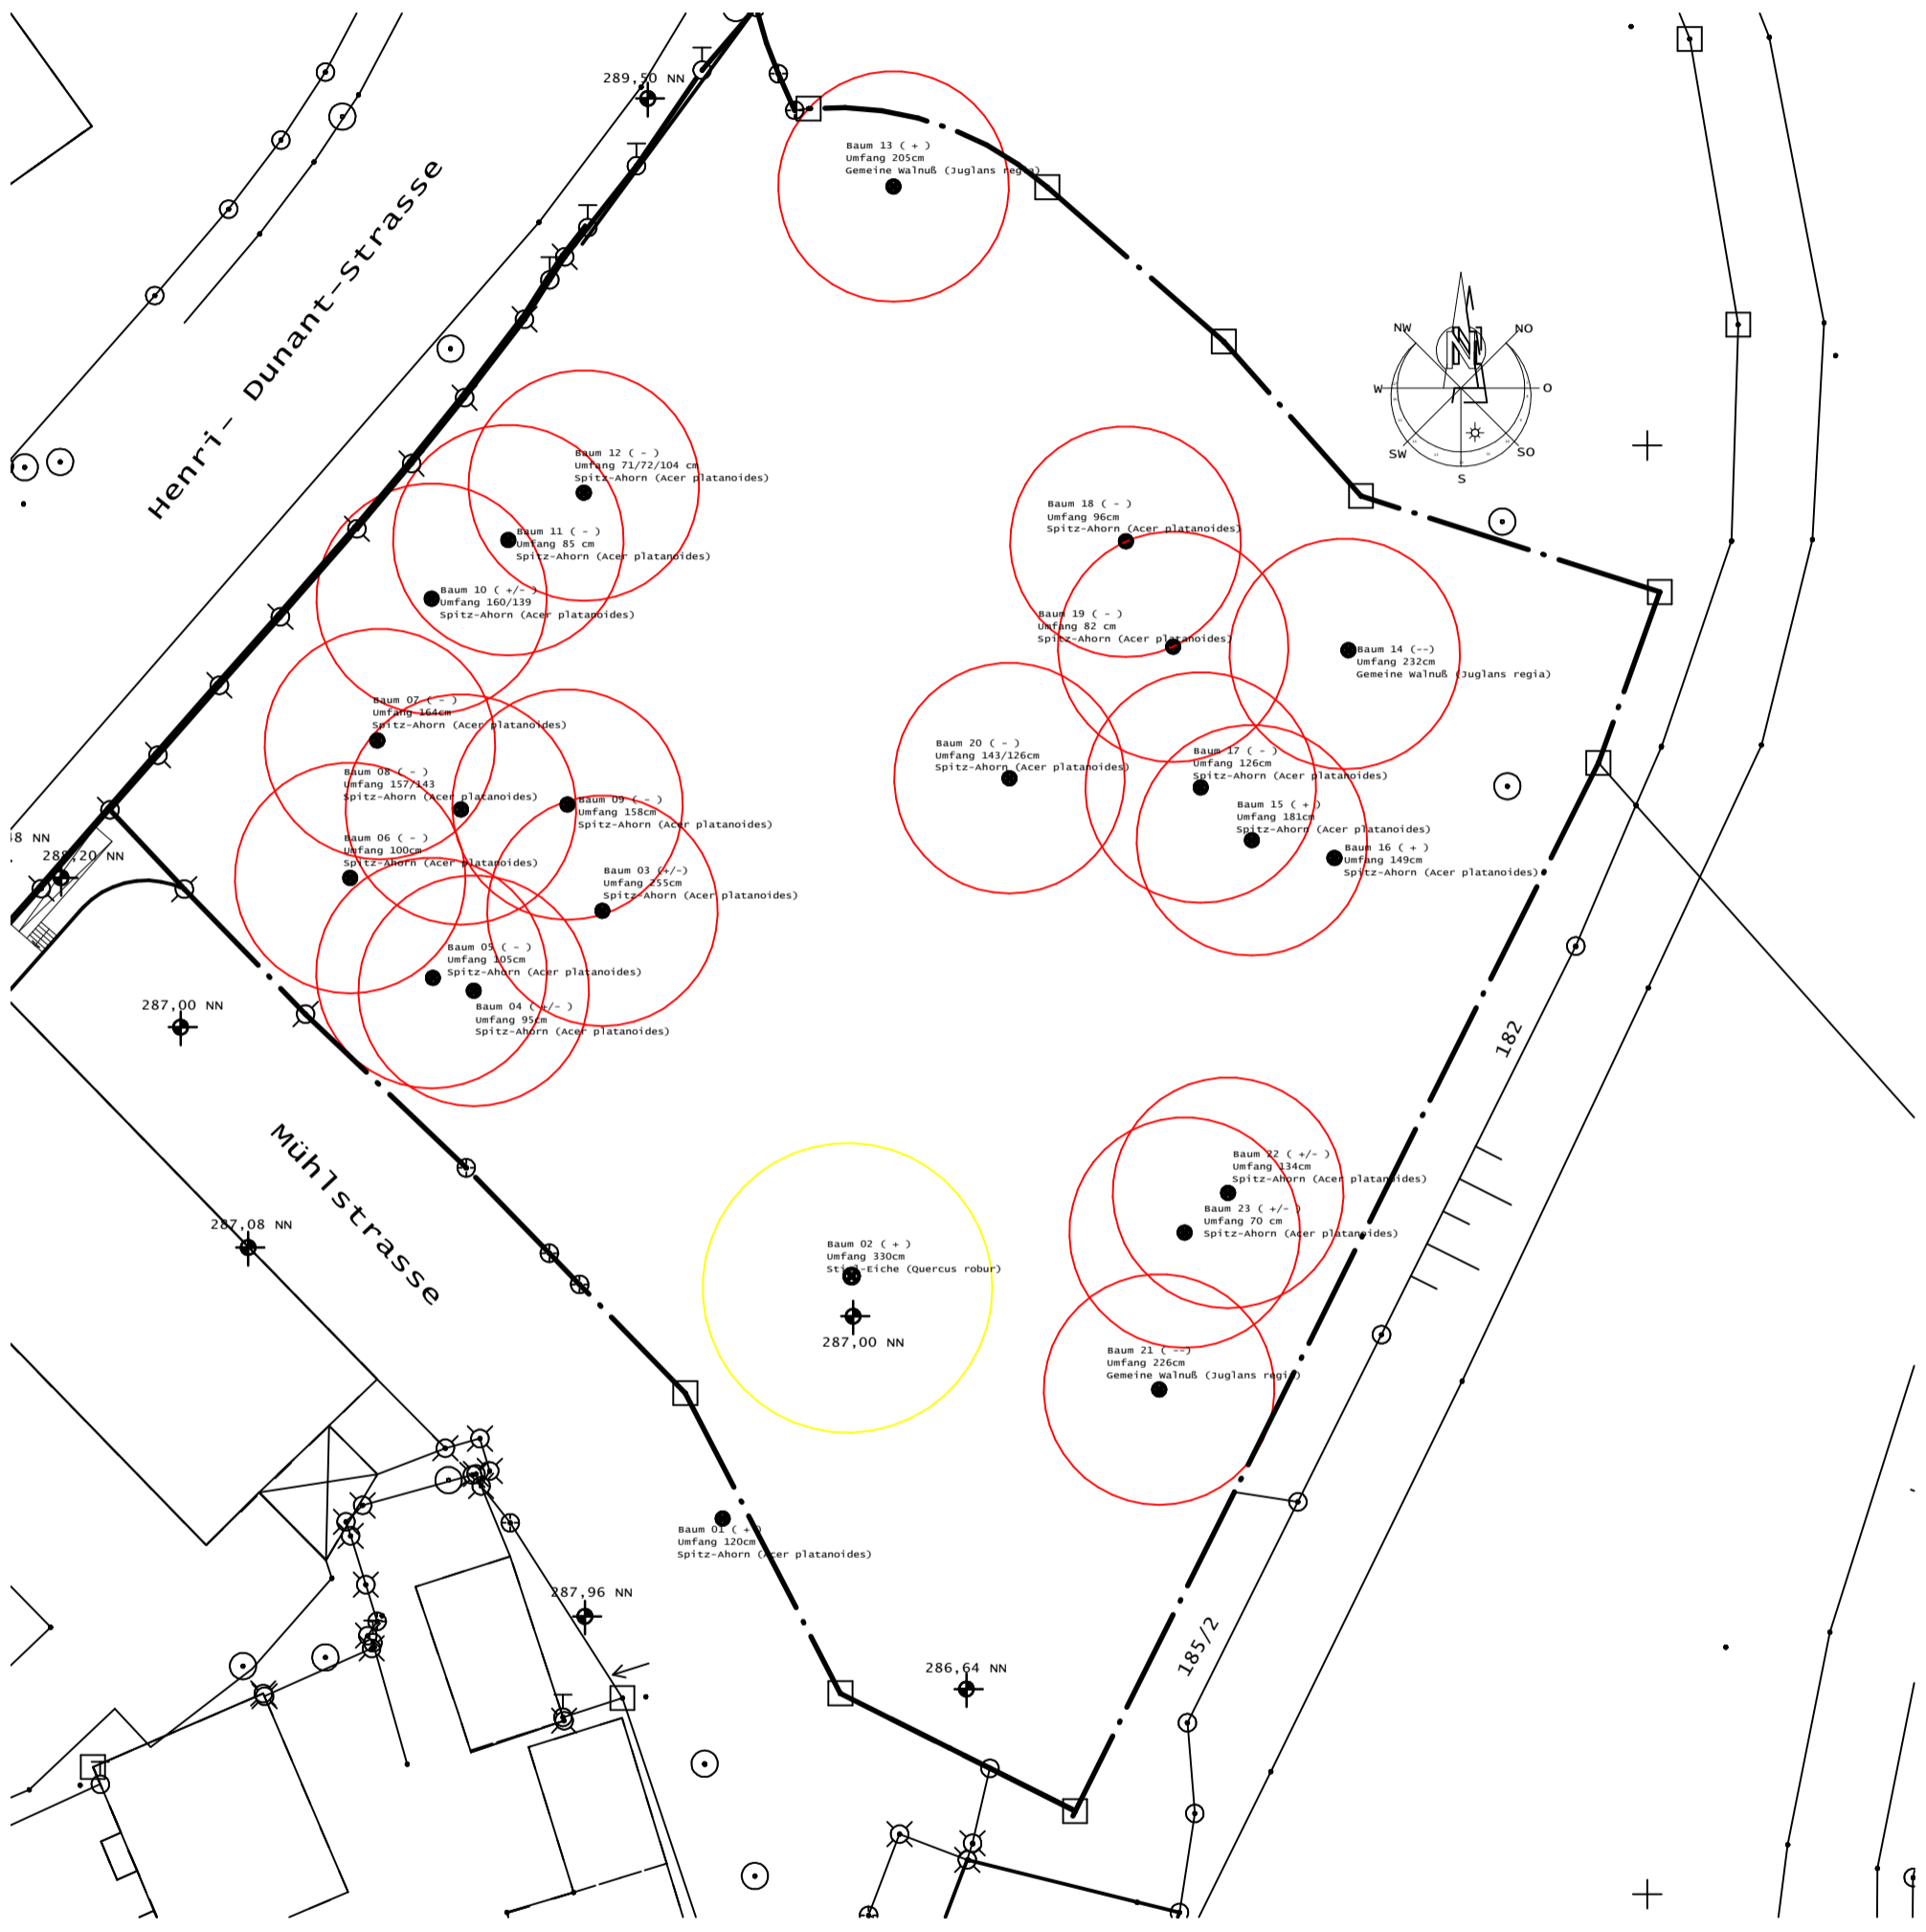 289,50 NN
Baum 13 ( + )
Umfang 205cm
Gemeine Walnuß (Juglans regia)
Henri- Dunant-Strasse
NW
NO
W
O
SW
SO
S
Baum 12 ( - )
Umfang 71/72/104 cm
Spitz-Ahorn (Acer platanoides)
Baum 11 ( - )
Umfang 85 cm
Spitz-Ahorn (Acer platanoides)
Baum 10 ( +/- )
Umfang 160/139
Spitz-Ahorn (Acer platanoides)
Baum 18 ( - )
Umfang 96cm
Spitz-Ahorn (Acer platanoides)
Baum 19 ( - )
Umfang 82 cm
Spitz-Ahorn (Acer platanoides)
Baum 14 (--)
Umfang 232cm
Gemeine Walnuß (Juglans regia)
Baum 07 ( - )
Umfang 164cm
Spitz-Ahorn (Acer platanoides)
Baum 08 ( - )
Umfang 157/143
Spitz-Ahorn (Acer platanoides)
Baum 09 ( - )
Umfang 158cm
Spitz-Ahorn (Acer platanoides)
Baum 20 ( - )
Umfang 143/126cm
Spitz-Ahorn (Acer platanoides)
Baum 17 ( - )
Umfang 126cm
Spitz-Ahorn (Acer platanoides)
Baum 15 ( + )
Umfang 181cm
Spitz-Ahorn (Acer platanoides)
Baum 16 ( + )
Umfang 149cm
Spitz-Ahorn (Acer platanoides)
48 NN
288,20 NN
Baum 06 ( - )
Umfang 100cm
Spitz-Ahorn (Acer platanoides)
Baum 03 (+/-)
Umfang 255cm
Spitz-Ahorn (Acer platanoides)
Baum 05 ( - )
Umfang 105cm
Spitz-Ahorn (Acer platanoides)
Baum 04 ( +/- )
Umfang 95cm
Spitz-Ahorn (Acer platanoides)
287,00 NN
182
Mühlstrasse
287,08 NN
Baum 22 ( +/- )
Umfang 134cm
Spitz-Ahorn (Acer platanoides)
Baum 23 ( +/- )
Umfang 70 cm
Spitz-Ahorn (Acer platanoides)
Baum 02 ( + )
Umfang 330cm
Stiel-Eiche (Quercus robur)
287,00 NN
Baum 21 ( --)
Umfang 226cm
Gemeine Walnuß (Juglans regia)
Baum 01 ( + )
Umfang 120cm
Spitz-Ahorn (Acer platanoides)
287,96 NN
185/2
286,64 NN